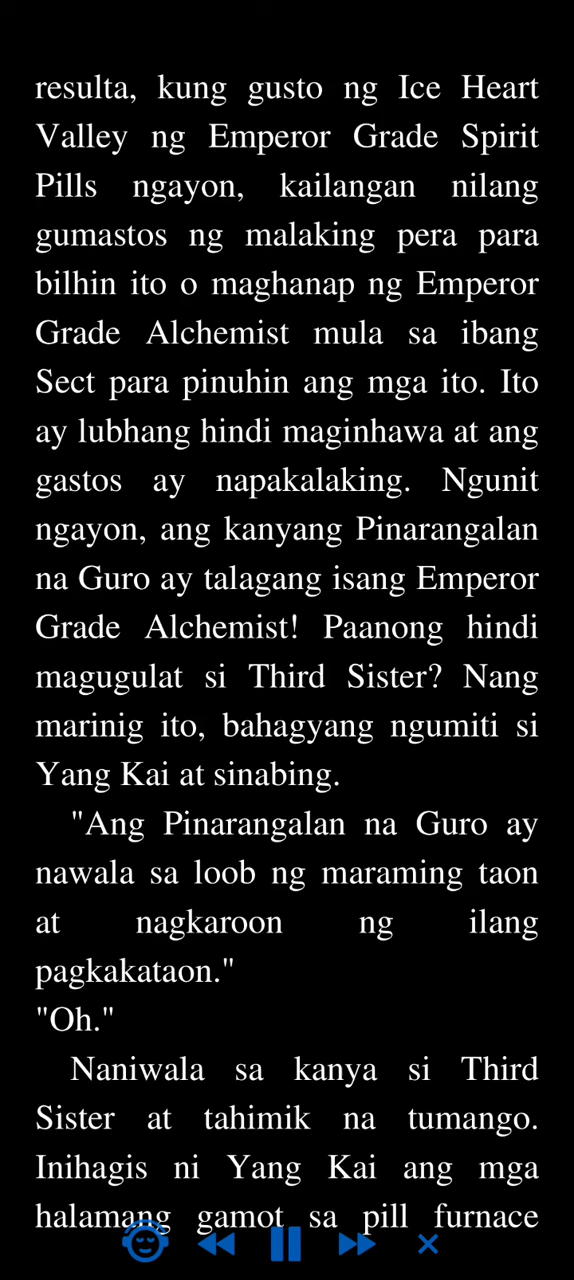 resulta, kung gusto ng Ice Heart
Valley ng Emperor Grade Spirit
Pills ngayon, kailangan nilang
gumastos ng malaking pera para
bilhin ito o maghanap ng Emperor
Grade Alchemist mula sa ibang
Sect para pinuhin ang mga ito. Ito
ay lubhang hindi maginhawa at ang
gastos ay napakalaking. Ngunit
ngayon, ang kanyang Pinarangalan
na Guro ay talagang isang Emperor
Grade Alchemist! Paanong hindi
magugulat si Third Sister? Nang
marinig ito, bahagyang ngumiti si
Yang Kai at sinabing.
"Ang Pinarangalan na Guro ay
nawala sa loob ng maraming taon
at nagkaroon ng ilang
pagkakataon."
"Oh."
Naniwala sa kanya si Third
Sister at tahimik na tumango.
Inihagis ni Yang Kai ang mga
halamang gamot sa pill furnace